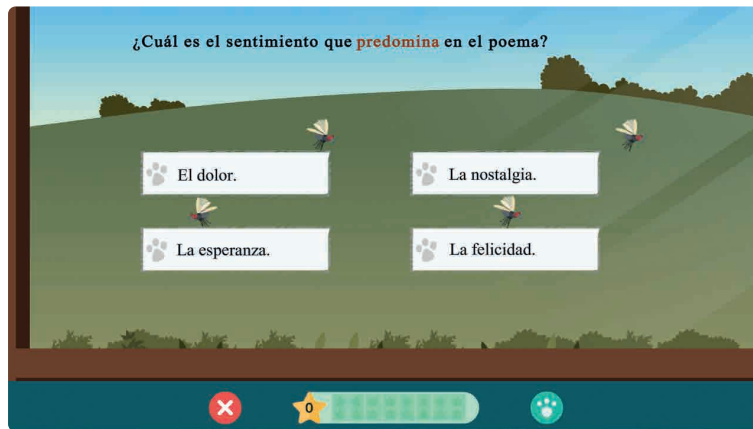 ¿Cuál es el sentimiento que predomina en el poema?
El dolor.
La nostalgia.
La esperanza.
La felicidad.
0